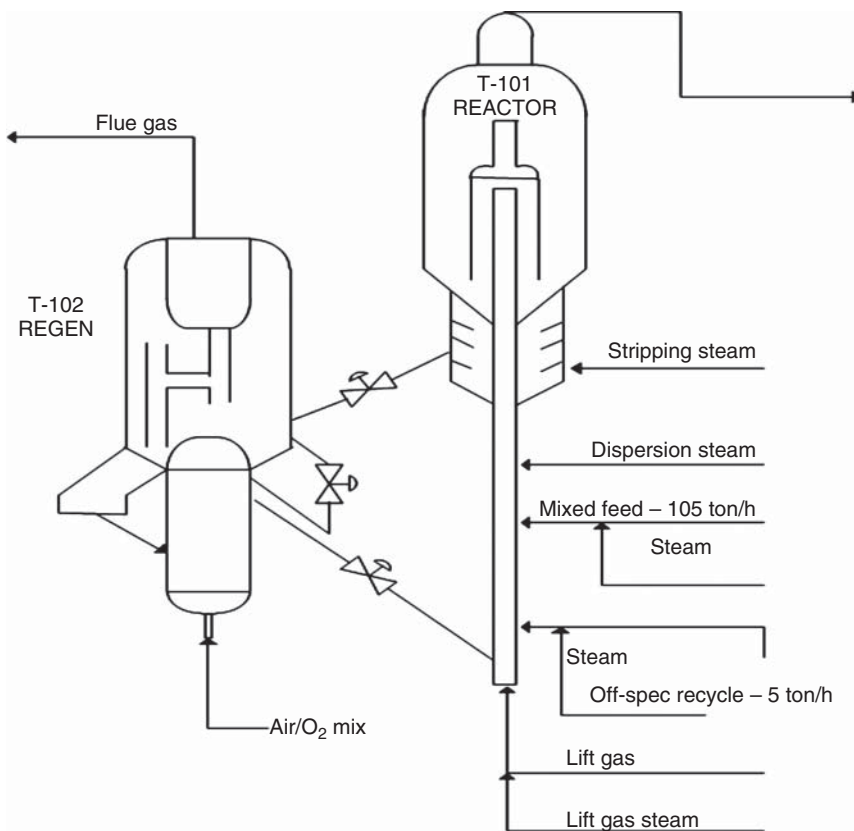 T-101
REACTOR
Flue gas
T-102
REGEN
Stripping steam
Dispersion steam
Mixed feed – 105 ton/h
Steam
Steam
Off-spec recycle – 5 ton/h
Air/O₂ mix
Lift gas
Lift gas steam